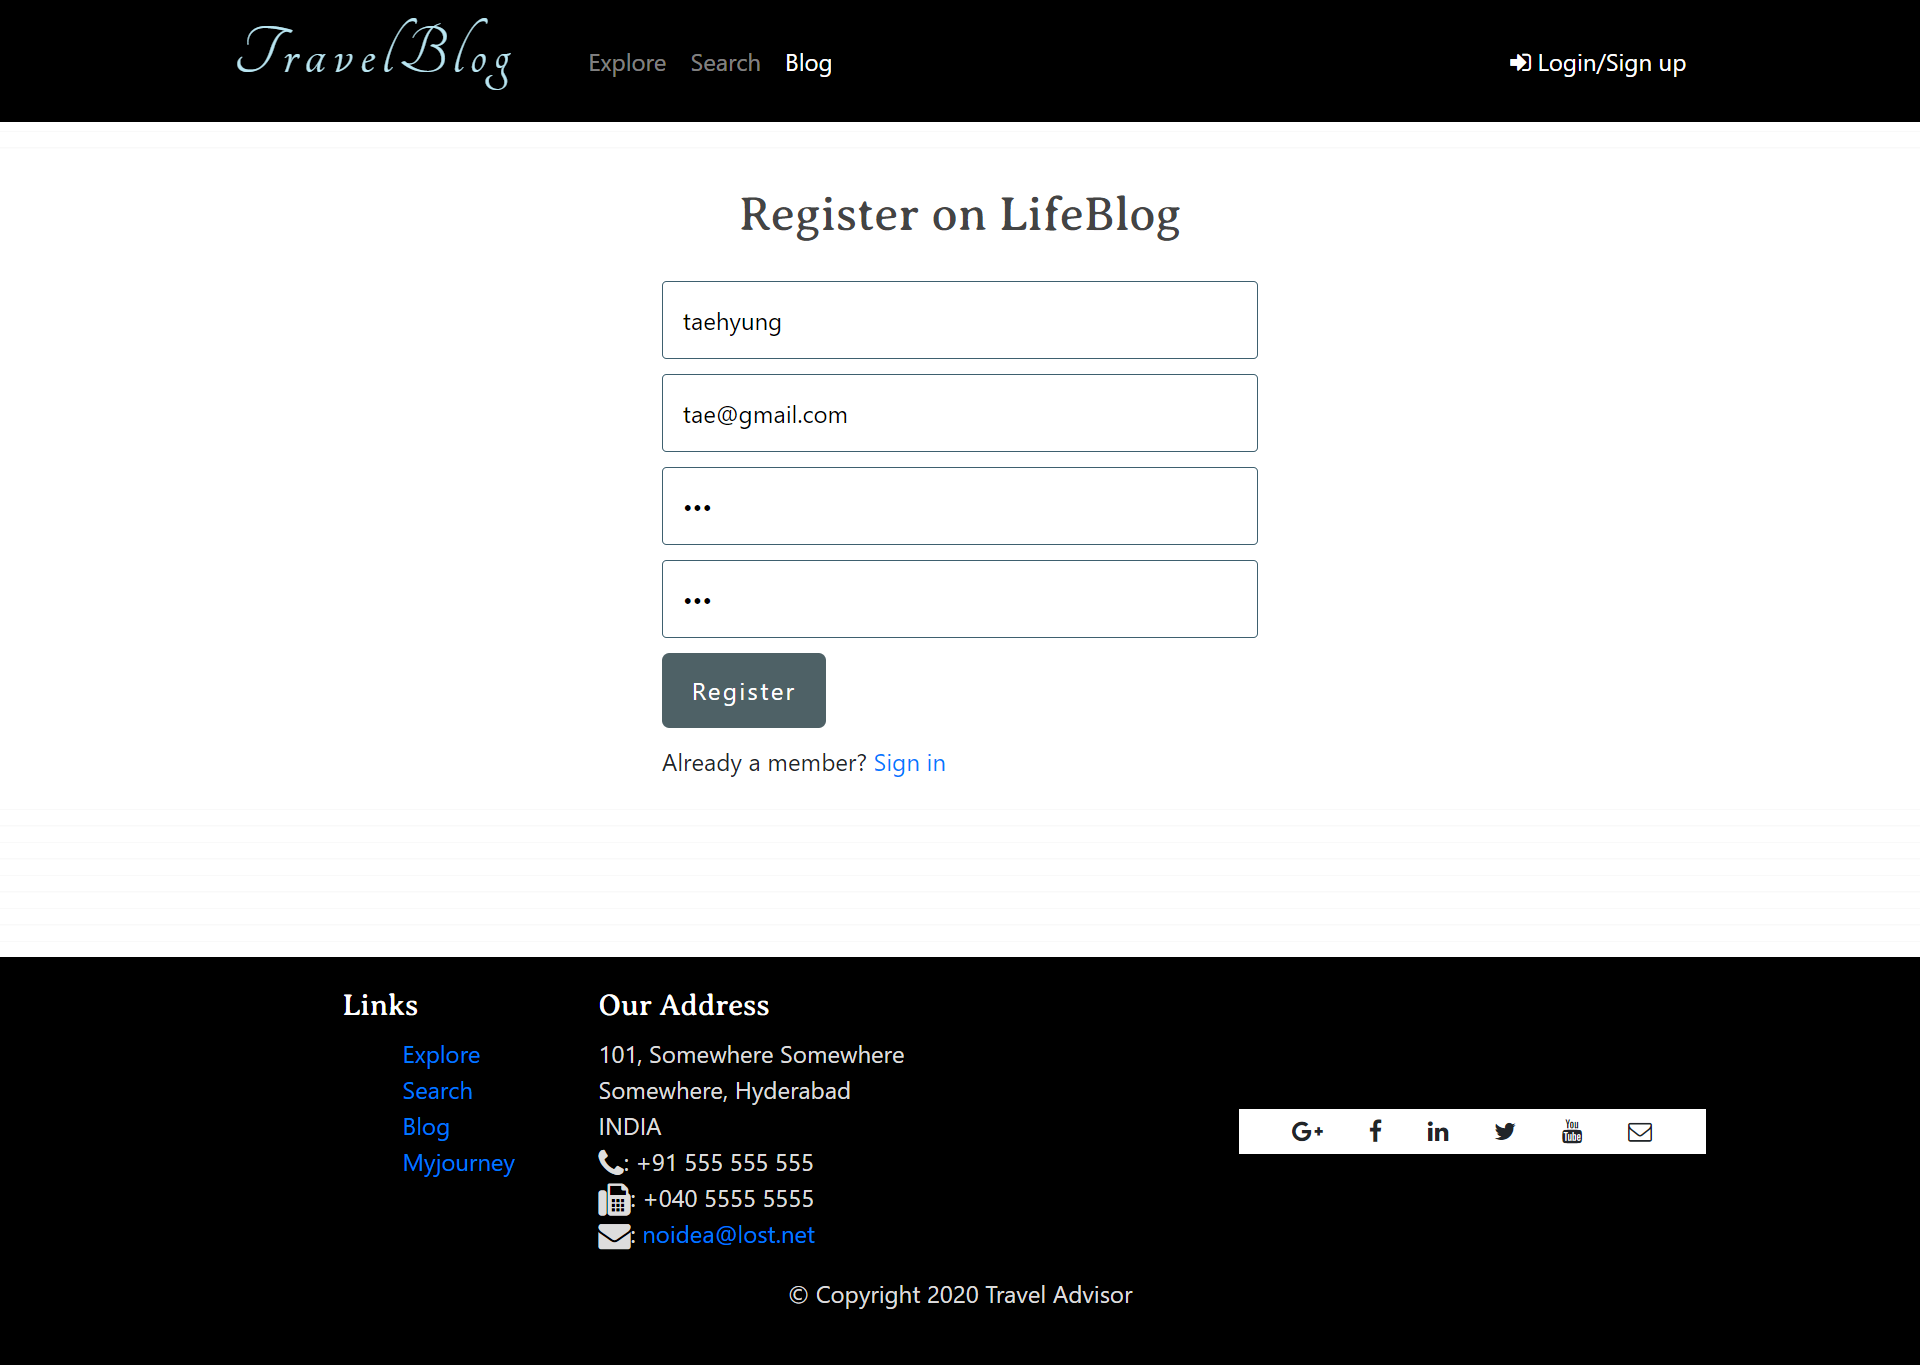 TravelBlog
Explore Search Blog
Login/Sign up
Register on LifeBlog
taehyung
tae@gmail.com
•••
•••
Register
Already a member? Sign in
Links
Explore
Search
Blog
Myjourney
Our Address
101, Somewhere Somewhere
Somewhere, Hyderabad
INDIA
: +91 555 555 555
: +040 5555 5555
: noidea@lost.net
G+ f in You Tube
© Copyright 2020 Travel Advisor